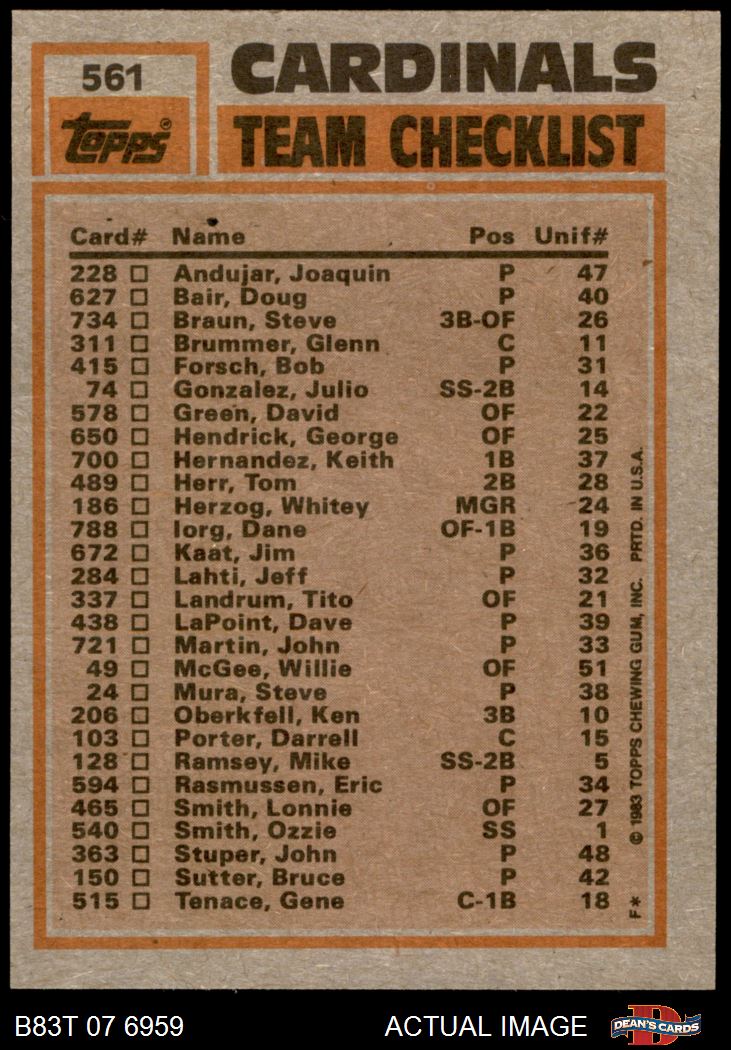 561
Topps®
CARDINALS
TEAM CHECKLIST
Card# Name Pos Unif#
228 Andujar, Joaquin P 47
627 Bair, Doug P 40
734 Braun, Steve 3B-OF 26
311 Brummer, Glenn C 11
415 Forsch, Bob P 31
74 Gonzalez, Julio SS-2B 14
578 Green, David OF 22
650 Hendrick, George OF 25
700 Hernandez, Keith 1B 37
489 Herr, Tom 2B 28
186 Herzog, Whitey MGR 24
788 Iorg, Dane OF-1B 19
672 Kaat, Jim P 36
284 Lahti, Jeff P 32
337 Landrum, Tito OF 21
438 LaPoint, Dave P 39
721 Martin, John P 33
49 McGee, Willie OF 51
24 Mura, Steve P 38
206 Oberkfell, Ken 3B 10
103 Porter, Darrell C 15
128 Ramsey, Mike SS-2B 5
594 Rasmussen, Eric P 34
465 Smith, Lonnie OF 27
540 Smith, Ozzie SS 1
363 Stuper, John P 48
150 Sutter, Bruce P 42
515 Tenace, Gene C-1B 18
F* © 1983 TOPPS CHEWING GUM, INC. PRTD. IN U.S.A.
B83T 07 6959 ACTUAL IMAGE
D DEAN'S CARDS